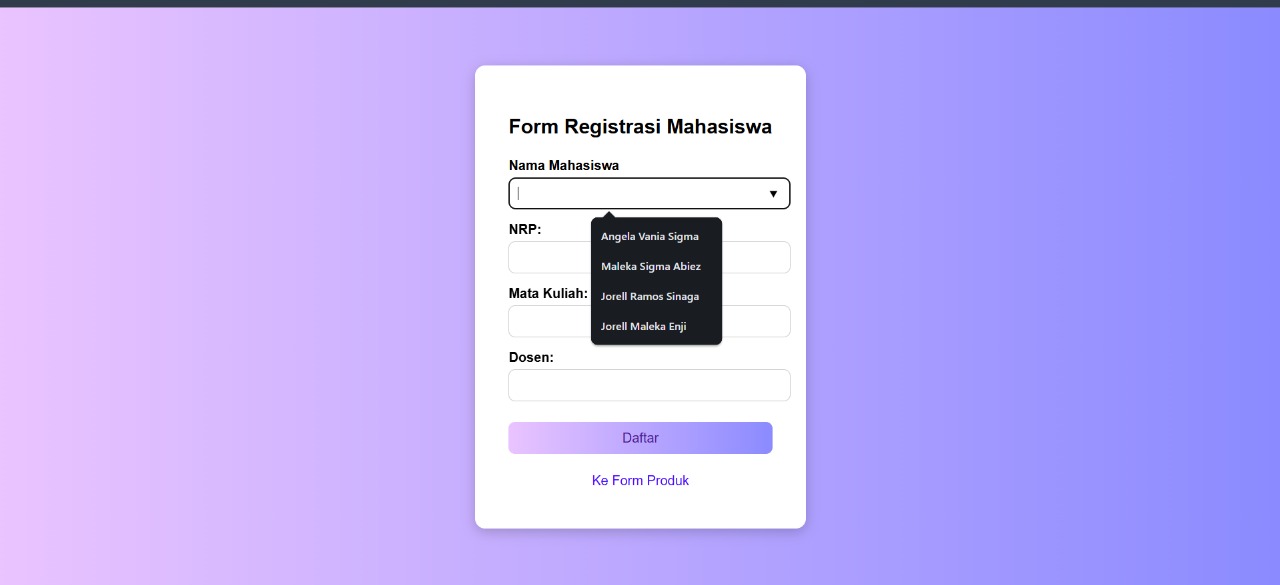 Form Registrasi Mahasiswa
Nama Mahasiswa
NRP:
Angela Vania Sigma
Maleka Sigma Abiez
Mata Kuliah:
Jorell Ramos Sinaga
Jorell Maleka Enji
Dosen:
Daftar
Ke Form Produk